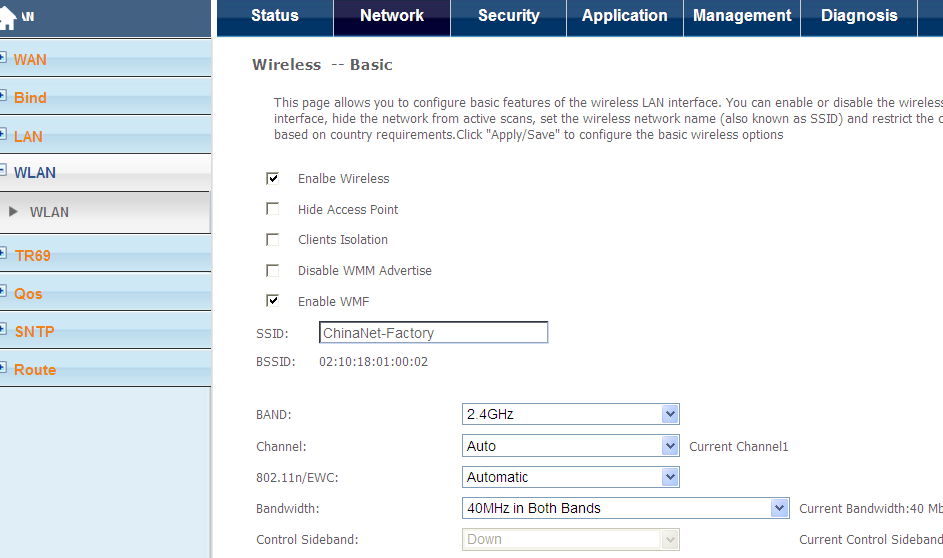 Status Network Security Application Management Diagnosis
WAN
Bind
LAN
WLAN
WLAN
TR69
Qos
SNTP
Route
Wireless -- Basic
This page allows you to configure basic features of the wireless LAN interface. You can enable or disable the wireless
interface, hide the network from active scans, set the wireless network name (also known as SSID) and restrict the
based on country requirements.Click "Apply/Save" to configure the basic wireless options
Enalbe Wireless
Hide Access Point
Clients Isolation
Disable WMM Advertise
Enable WMF
SSID: ChinaNet-Factory
BSSID: 02:10:18:01:00:02
BAND: 2.4GHz
Channel: Auto Current Channel1
802.11n/EWC: Automatic
Bandwidth: 40MHz in Both Bands Current Bandwidth:40
Control Sideband: Down Current Control Sideband